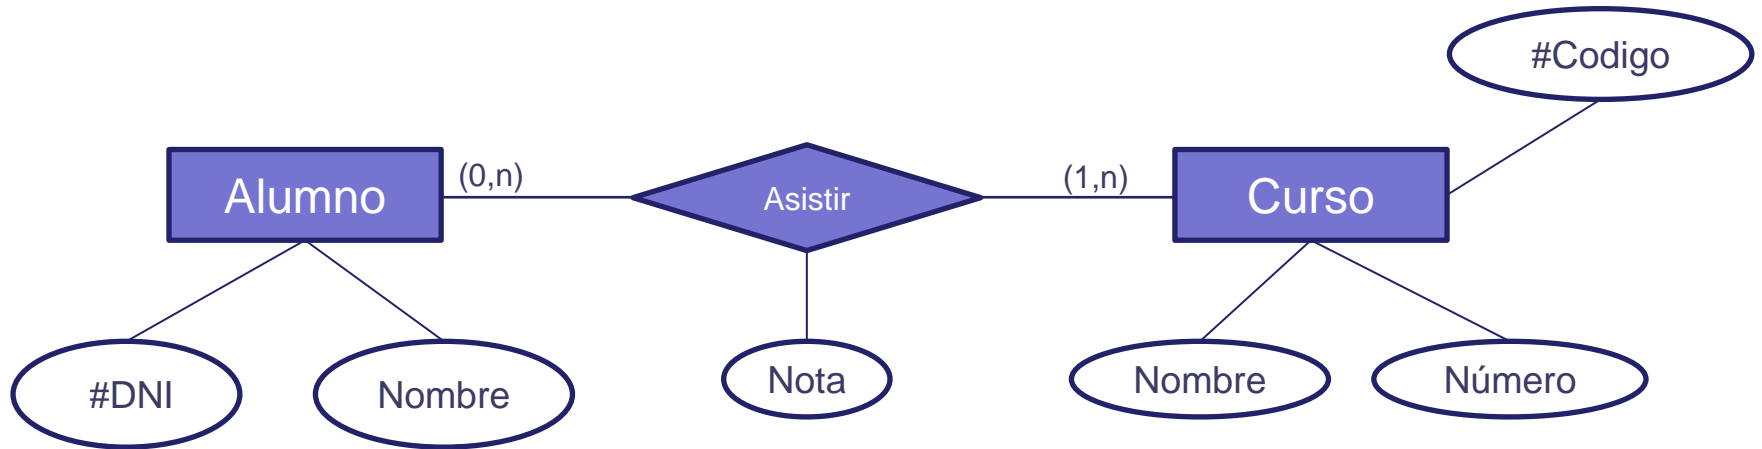 #Codigo
Alumno
(0,n)
Asistir
(1,n)
Curso
#DNI
Nombre
Nota
Nombre
Número